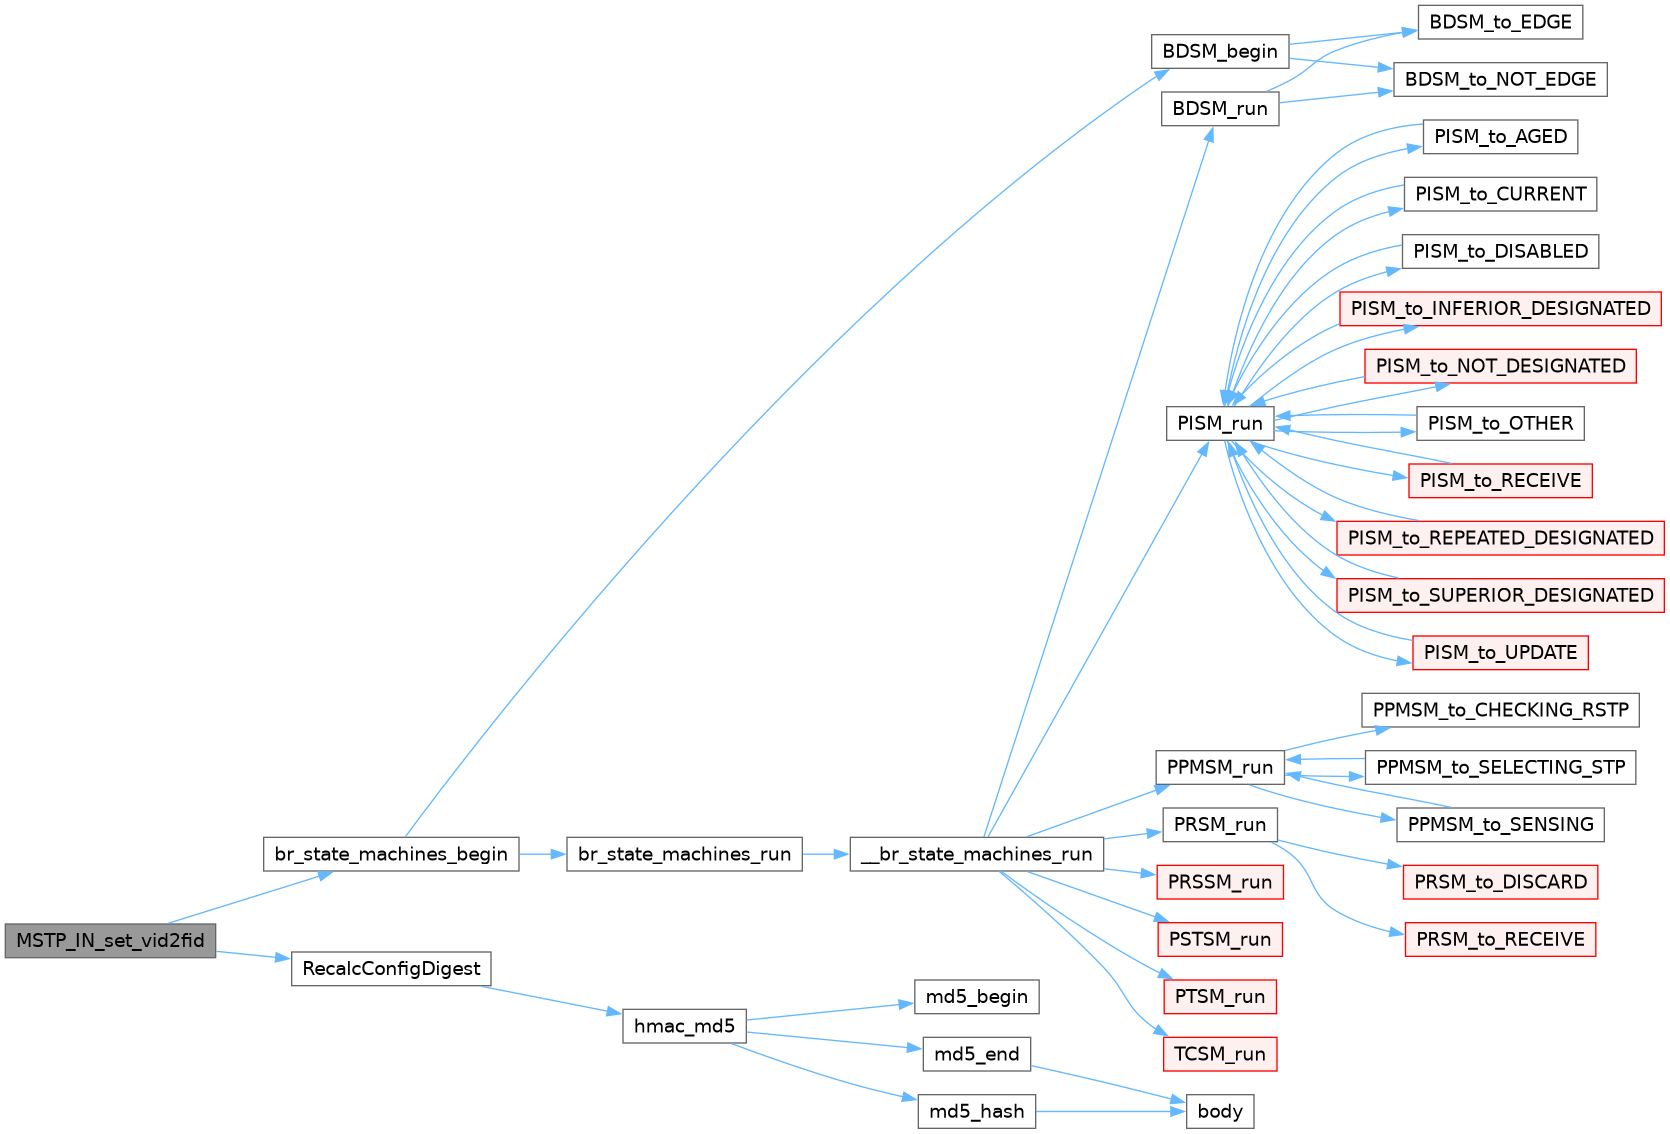 BDSM_to_EDGE
BDSM_begin
BDSM_to_NOT_EDGE
BDSM_run
PISM_to_AGED
PISM_to_CURRENT
PISM_to_DISABLED
PISM_to_INFERIOR_DESIGNATED
PISM_to_NOT_DESIGNATED
PISM_run
PISM_to_OTHER
PISM_to_RECEIVE
PISM_to_REPEATED_DESIGNATED
PISM_to_SUPERIOR_DESIGNATED
PISM_to_UPDATE
PPMSM_to_CHECKING_RSTP
PPMSM_run
PPMSM_to_SELECTING_STP
PPMSM_to_SENSING
PRSM_run
br_state_machines_begin
br_state_machines_run
__br_state_machines_run
PRSSM_run
PRSM_to_DISCARD
MSTP_IN_set_vid2fid
PSTSM_run
PRSM_to_RECEIVE
RecalcConfigDigest
md5_begin
PTSM_run
hmac_md5
md5_end
TCSM_run
md5_hash
body